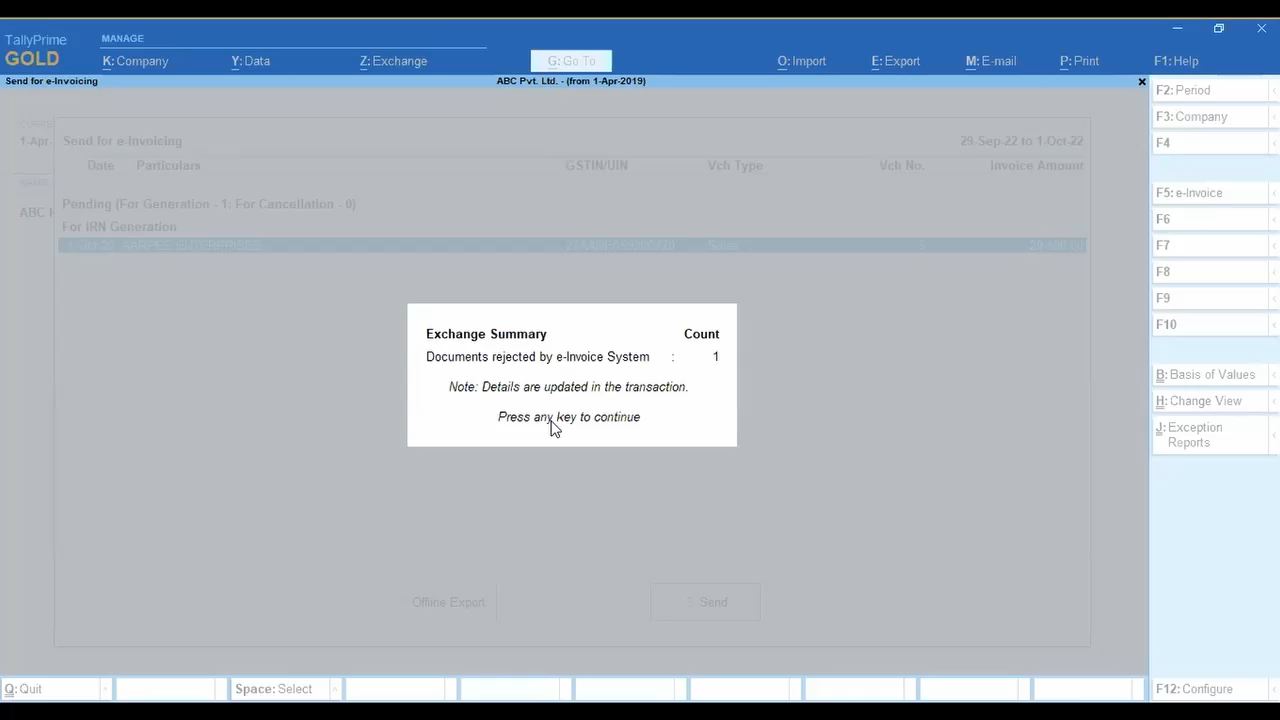 TallyPrime
GOLD
MANAGE
K: Company Y: Data Z: Exchange G: Go To O: Import E: Export M: E-mail P: Print F1: Help
Send for e-Invoicing ABC Pvt. Ltd. - (from 1-Apr-2019)
F2: Period
F3: Company
F4
F5: e-Invoice
F6
F7
F8
F9
F10
B: Basis of Values
H: Change View
J: Exception
Reports
1-Apr
ABC
Send for e-Invoicing 29-Sep-22 to 1-Oct-22
Date Particulars GSTIN/UIN Vch Type Vch No. Invoice Amount
Pending (For Generation - 1; For Cancellation - 0)
For IRN Generation
ENTERPRISES Sales
Exchange Summary Count
Documents rejected by e-Invoice System : 1
Note: Details are updated in the transaction.
Press any key to continue
Offline Export Send
Q: Quit Space: Select F12: Configure